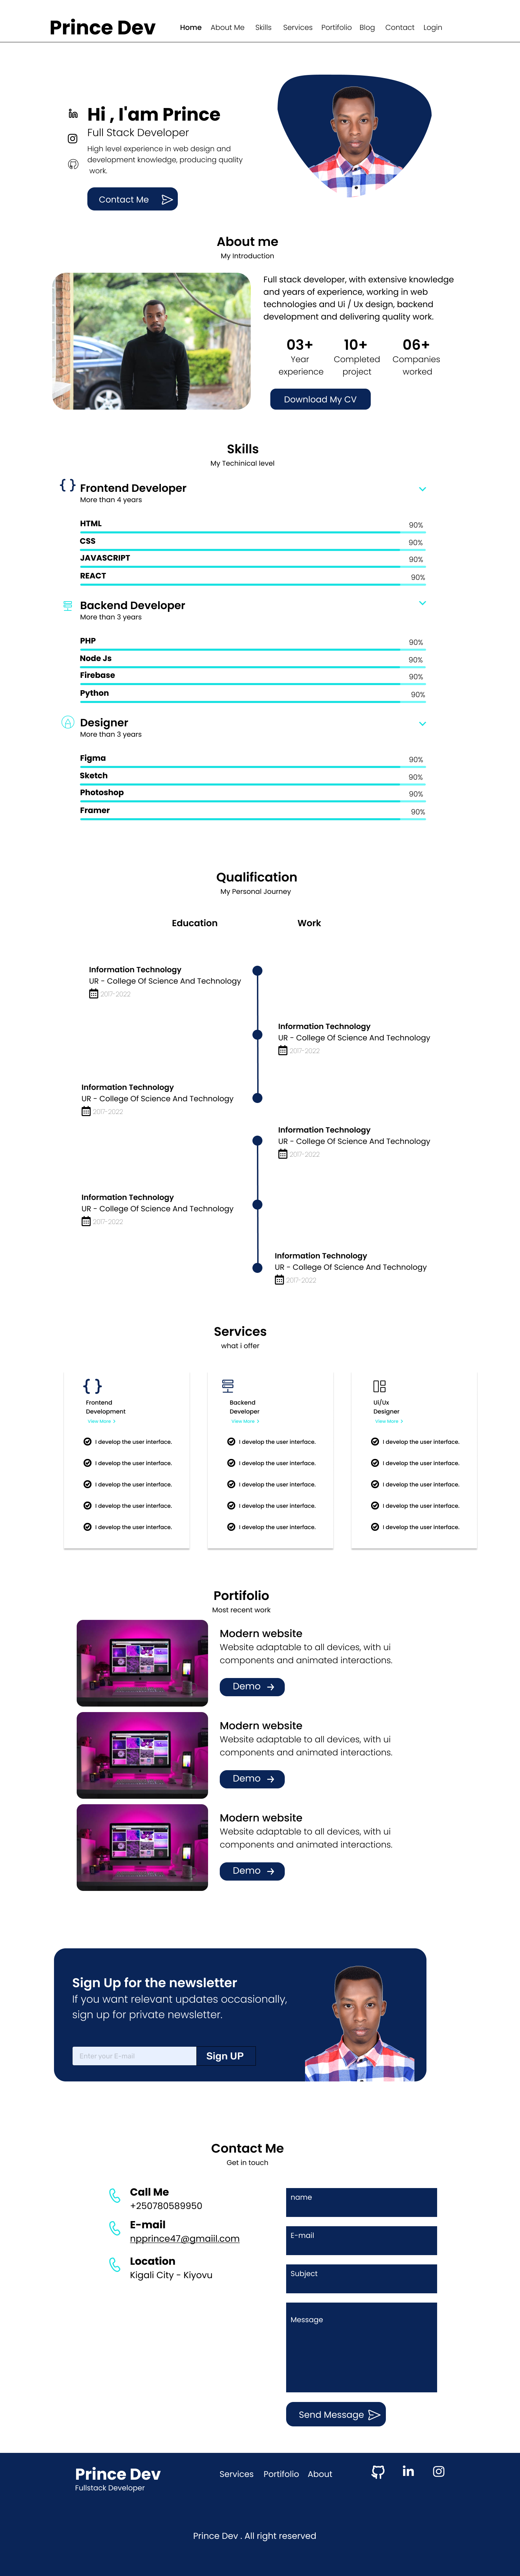 Prince Dev
Home About Me Skills Services Portifolio Blog Contact Login
Hi , I'am Prince
Full Stack Developer
High level experience in web design and
development knowledge, producing quality
work.
Contact Me
About me
My Introduction
Full stack developer, with extensive knowledge
and years of experience, working in web
technologies and Ui / Ux design, backend
development and delivering quality work.
03+ 10+ 06+
Year Completed Companies
experience project worked
Download My CV
Skills
My Techinical level
Frontend Developer
More than 4 years
HTML 90%
CSS 90%
JAVASCRIPT 90%
REACT 90%
Backend Developer
More than 3 years
PHP 90%
Node Js 90%
Firebase 90%
Python 90%
Designer
More than 3 years
Figma 90%
Sketch 90%
Photoshop 90%
Framer 90%
Qualification
My Personal Journey
Education Work
Information Technology
UR - College Of Science And Technology
2017-2022
Information Technology
UR - College Of Science And Technology
2017-2022
Information Technology
UR - College Of Science And Technology
2017-2022
Information Technology
UR - College Of Science And Technology
2017-2022
Information Technology
UR - College Of Science And Technology
2017-2022
Information Technology
UR - College Of Science And Technology
2017-2022
Services
what i offer
Frontend
Development
View More
I develop the user interface.
I develop the user interface.
I develop the user interface.
I develop the user interface.
I develop the user interface.
Backend
Developer
View More
I develop the user interface.
I develop the user interface.
I develop the user interface.
I develop the user interface.
I develop the user interface.
Ui/Ux
Designer
View More
I develop the user interface.
I develop the user interface.
I develop the user interface.
I develop the user interface.
I develop the user interface.
Portifolio
Most recent work
Modern website
Website adaptable to all devices, with ui
components and animated interactions.
Demo
Modern website
Website adaptable to all devices, with ui
components and animated interactions.
Demo
Modern website
Website adaptable to all devices, with ui
components and animated interactions.
Demo
Sign Up for the newsletter
If you want relevant updates occasionally,
sign up for private newsletter.
Enter your E-mail Sign UP
Contact Me
Get in touch
Call Me
+250780589950
E-mail
npprince47@gmaiil.com
Location
Kigali City - Kiyovu
name
E-mail
Subject
Message
Send Message
Prince Dev
Fullstack Developer
Services Portifolio About
Prince Dev . All right reserved